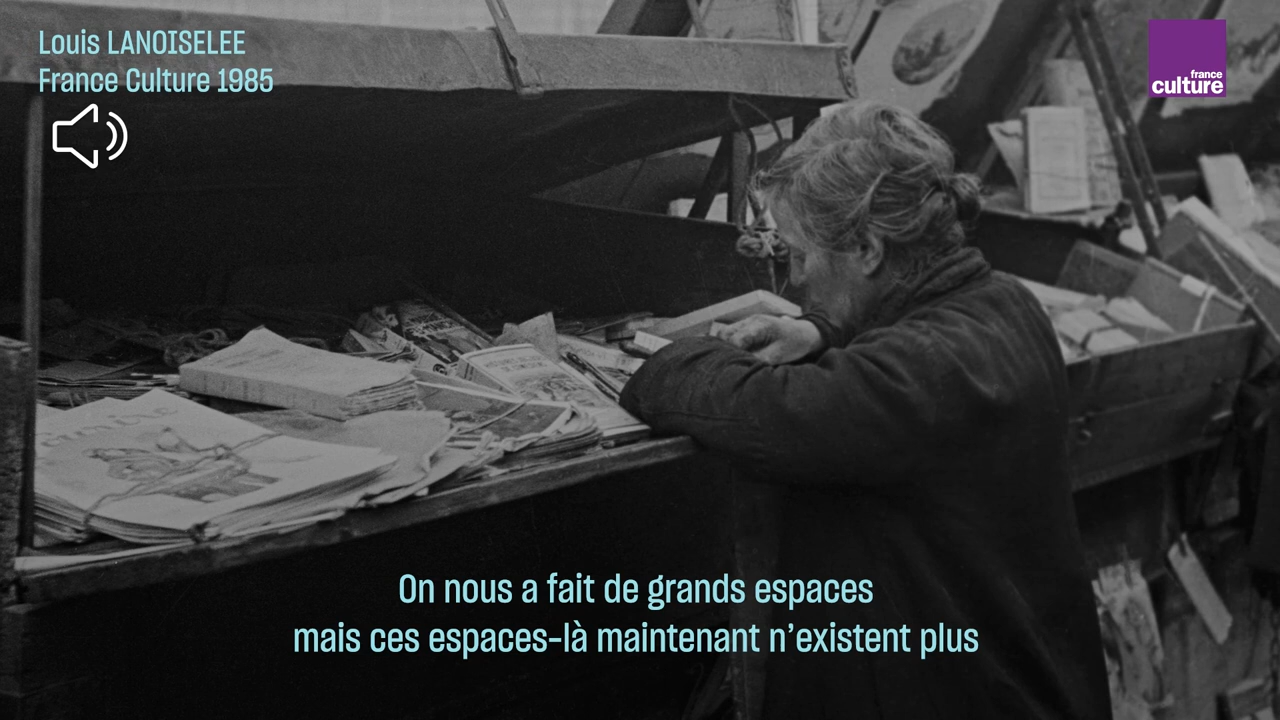 Louis LANOISELEE
France Culture 1985
france
culture
On nous a fait de grands espaces
mais ces espaces-là maintenant n’existent plus